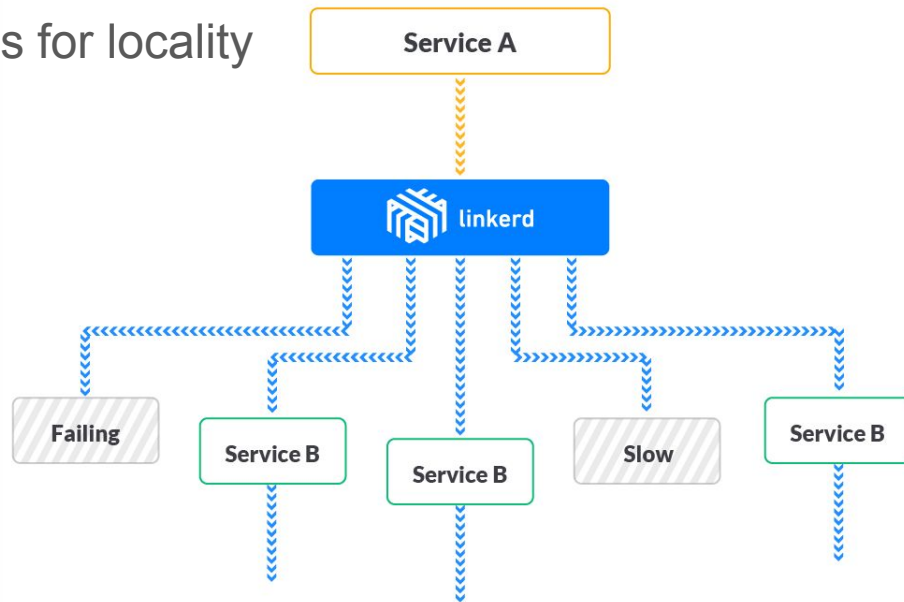 s for locality
Service A
linkerd
Failing
Service B
Service B
Slow
Service B